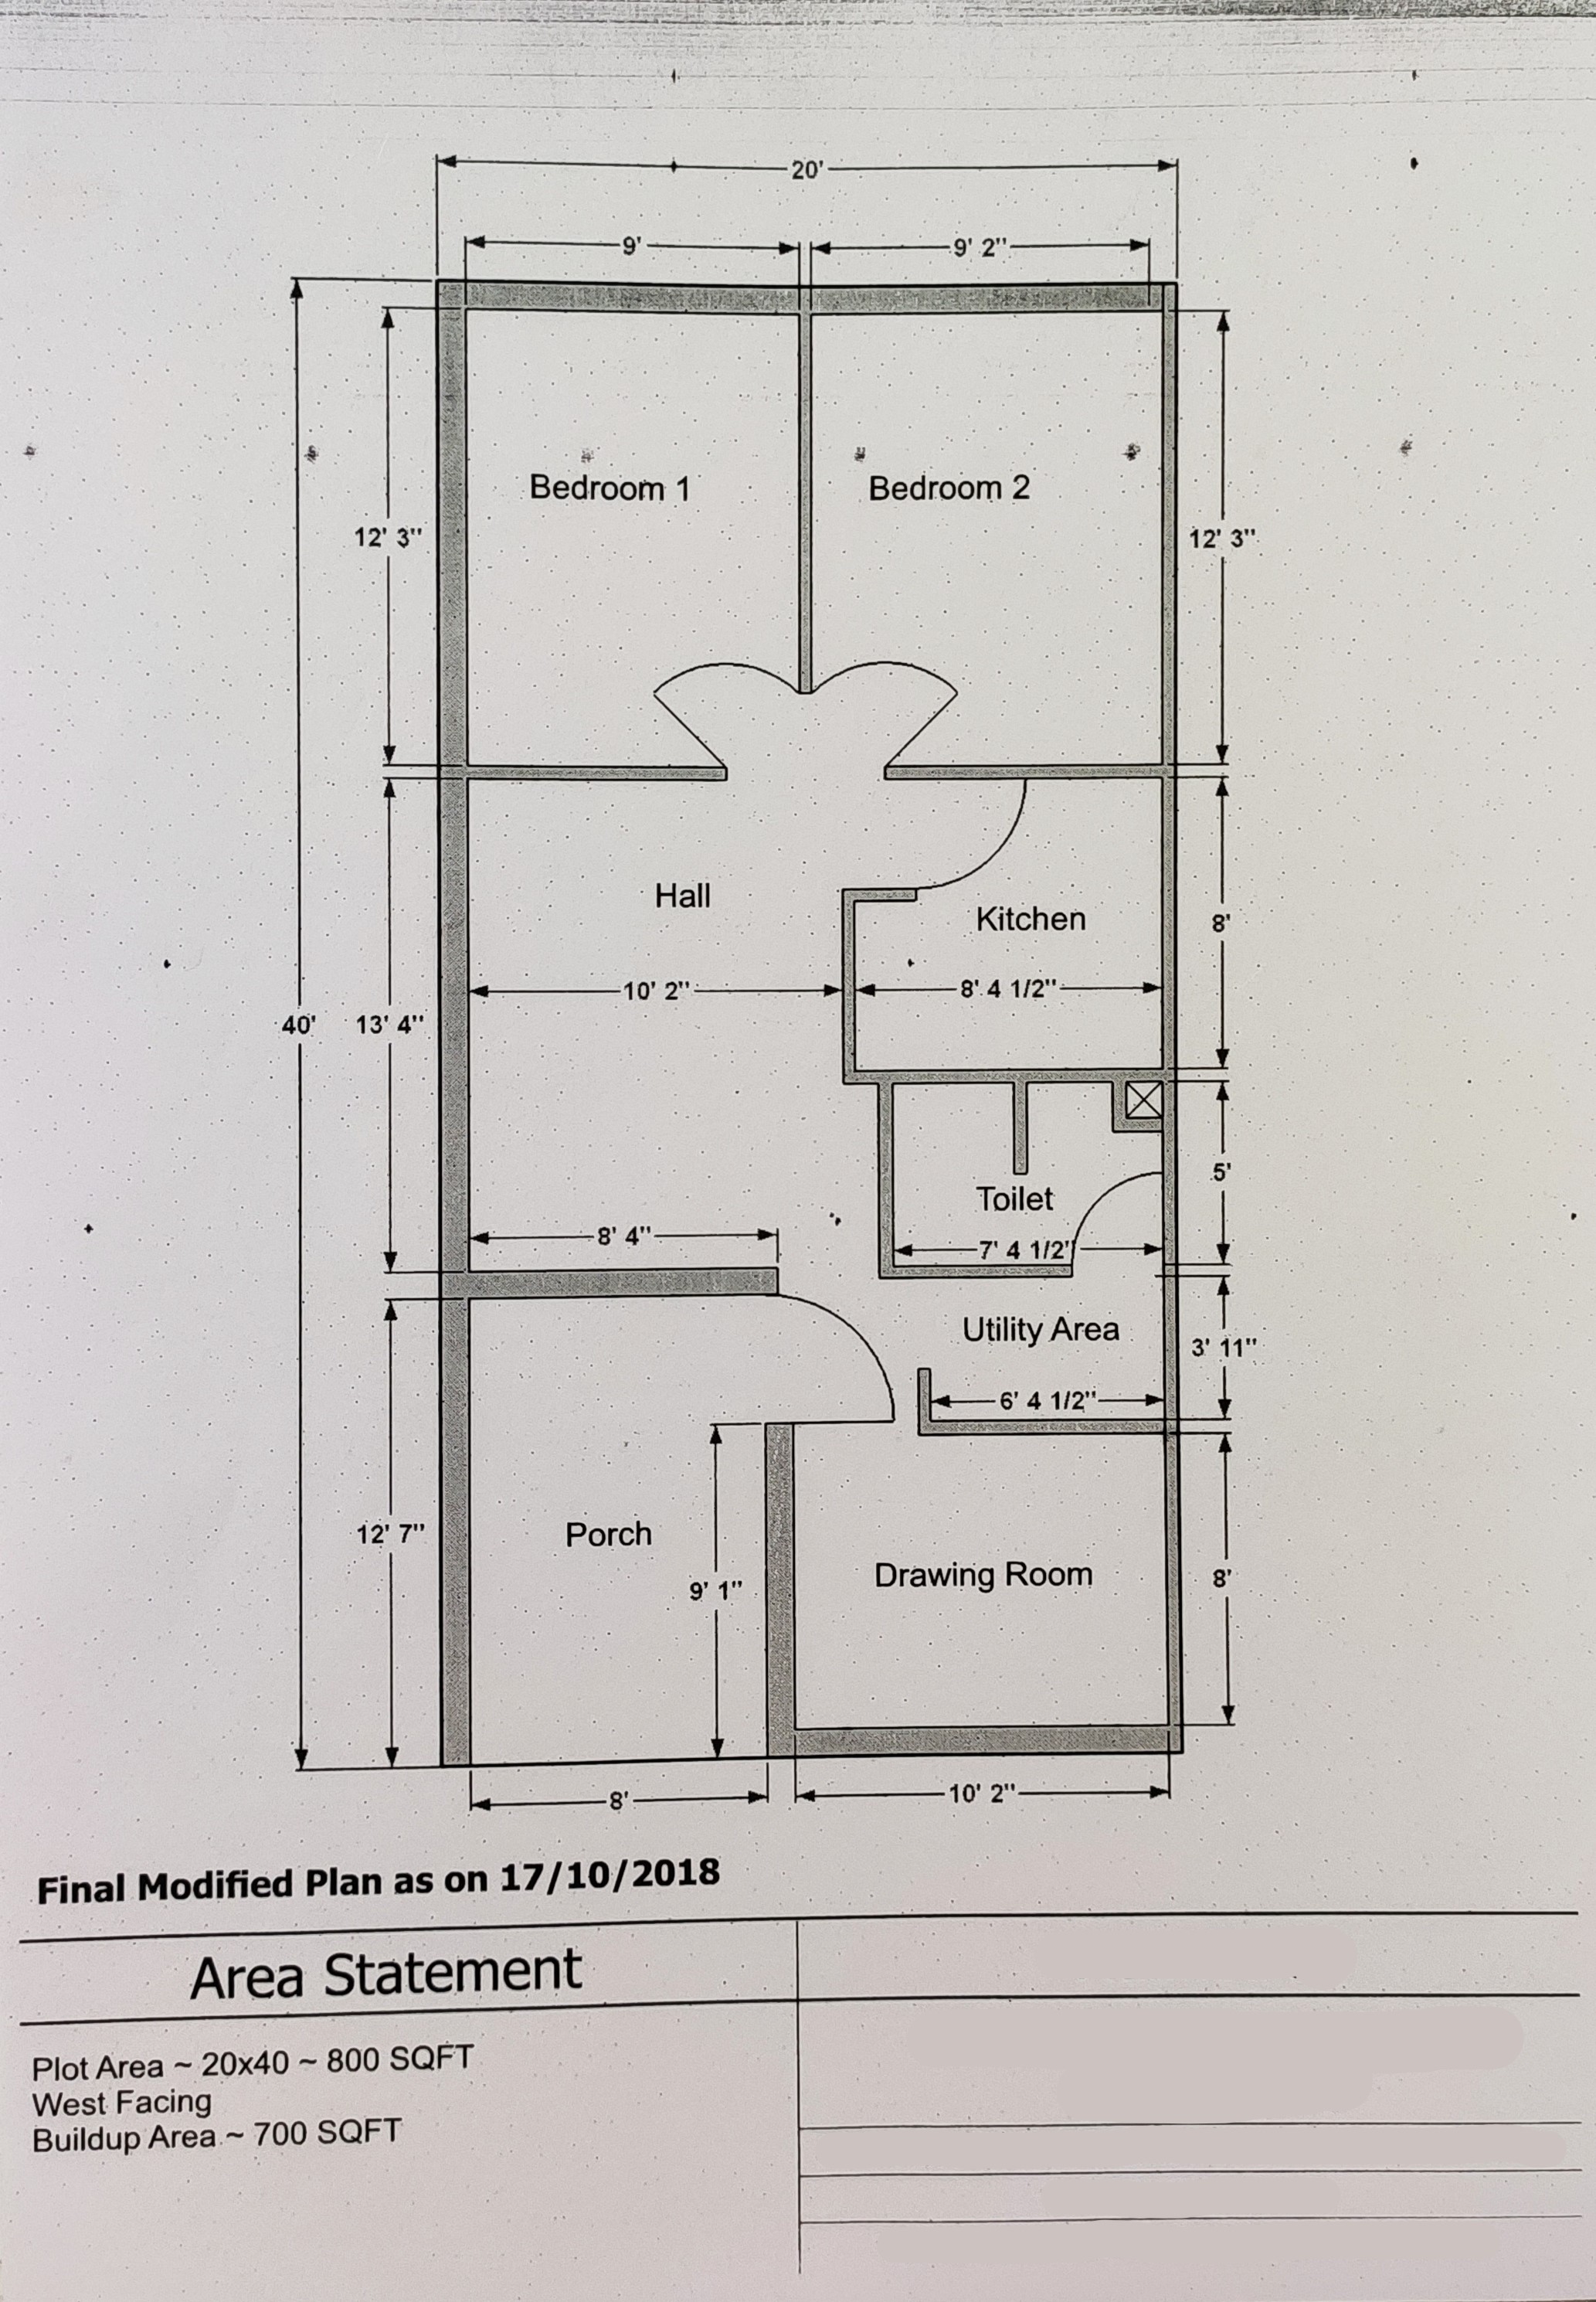 20'
9'
9' 2"
Bedroom 1
Bedroom 2
12' 3"
12' 3"
Hall
Kitchen
8'
10' 2"
8' 4 1/2"
40'
13' 4"
5'
Toilet
8' 4"
7' 4 1/2"
Utility Area
3' 11"
6' 4 1/2"
12' 7"
Porch
9' 1"
Drawing Room
8'
8'
10' 2"
Final Modified Plan as on 17/10/2018
Area Statement
Plot Area ~ 20x40 ~ 800 SQFT
West Facing
Buildup Area ~ 700 SQFT